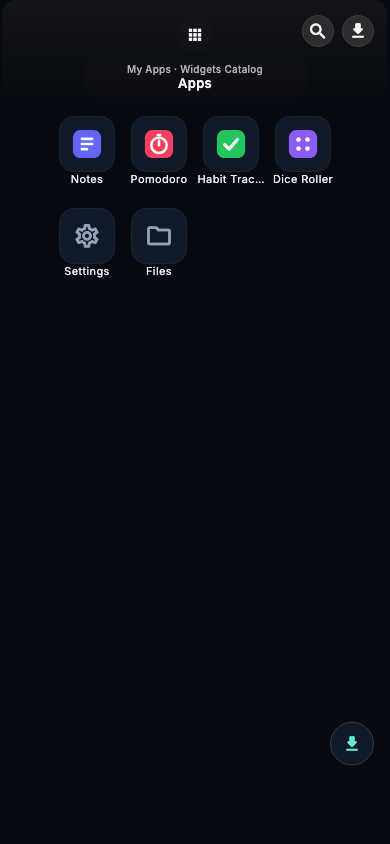 My Apps · Widgets Catalog
Apps
Notes
Pomodoro
Habit Trac...
Dice Roller
Settings
Files